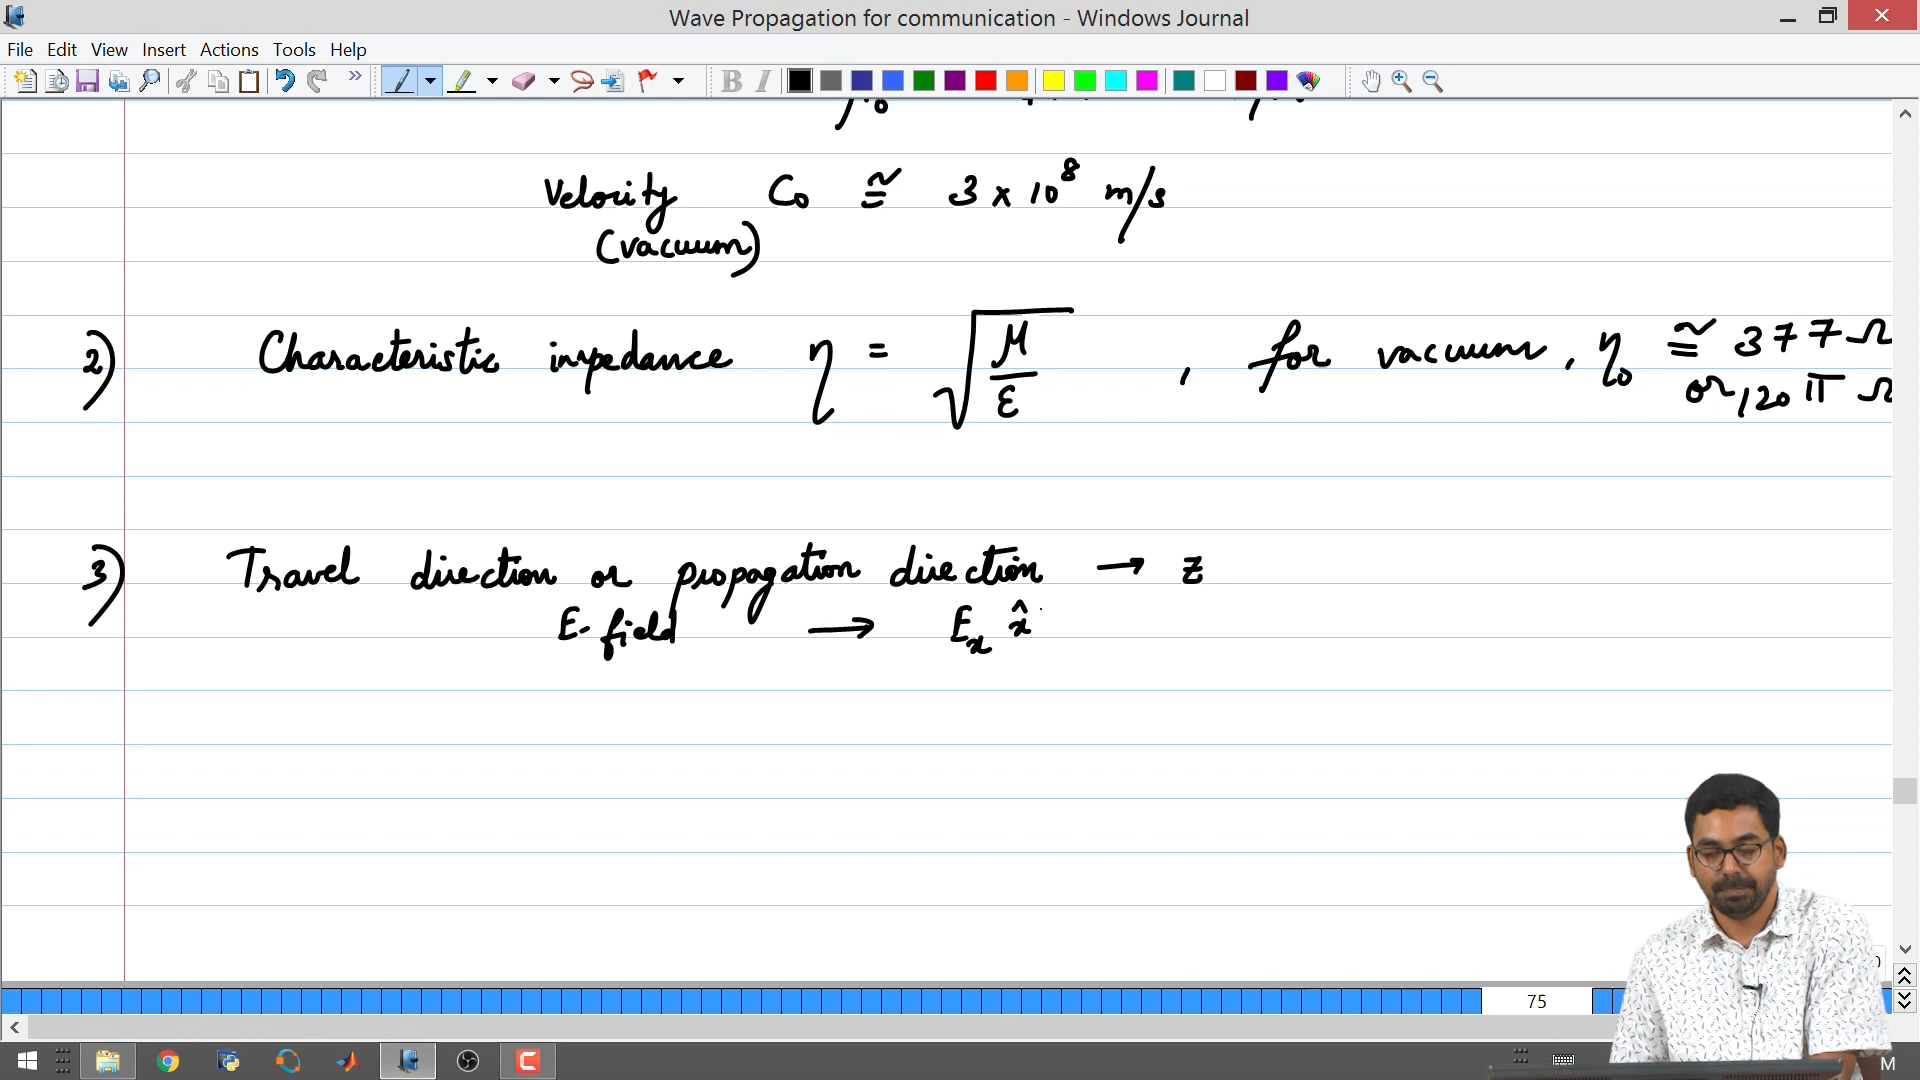 Wave Propagation for communication - Windows Journal
File Edit View Insert Actions Tools Help
Velocity C₀ ≅ 3 × 10⁸ m/s
(vacuum)
2) Characteristic impedance η = √(μ/ε) , for vacuum, η₀ ≅ 377 Ω
or 120 π Ω
3) Travel direction or propagation direction → z
E-field → Eₓ x̂
75
M